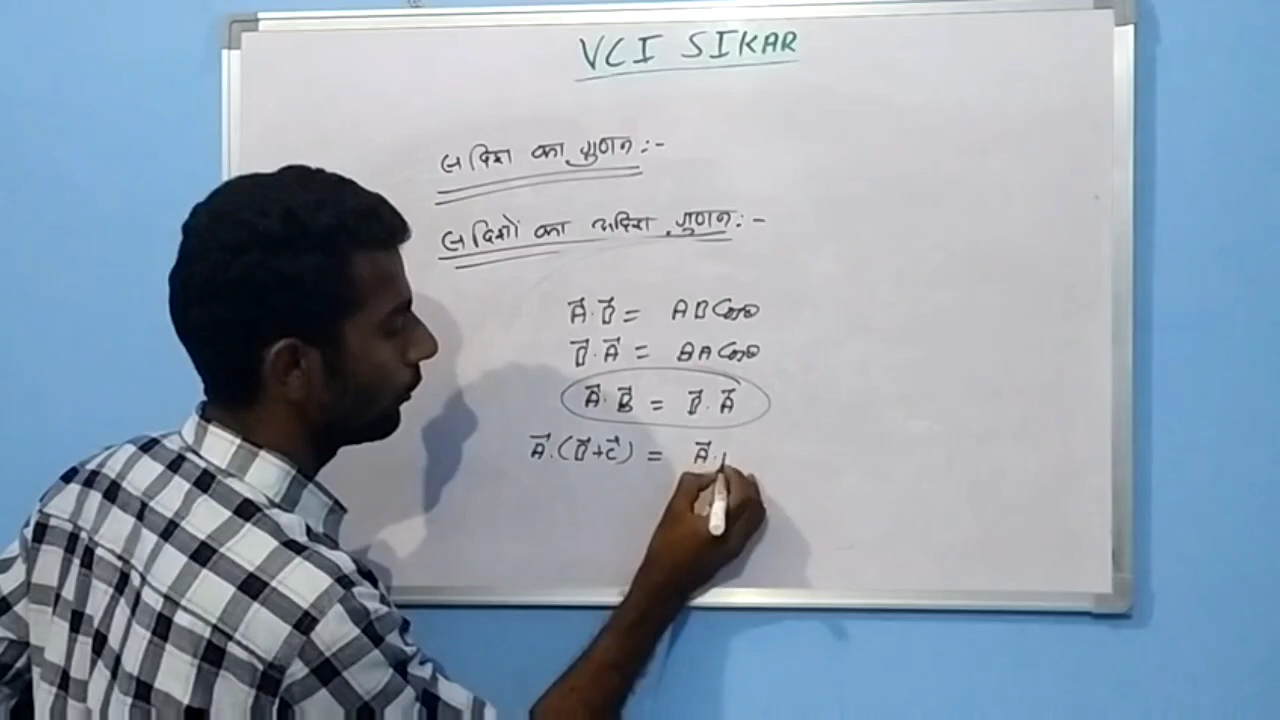 VCI SIKAR
सदिश का गुणन :-
सदिशों का अदिश गुणन :-
A⃗·B⃗ = AB Cosθ
B⃗·A⃗ = BA Cosθ
A⃗·B⃗ = B⃗·A⃗
A⃗·(B⃗+C⃗) = A⃗·